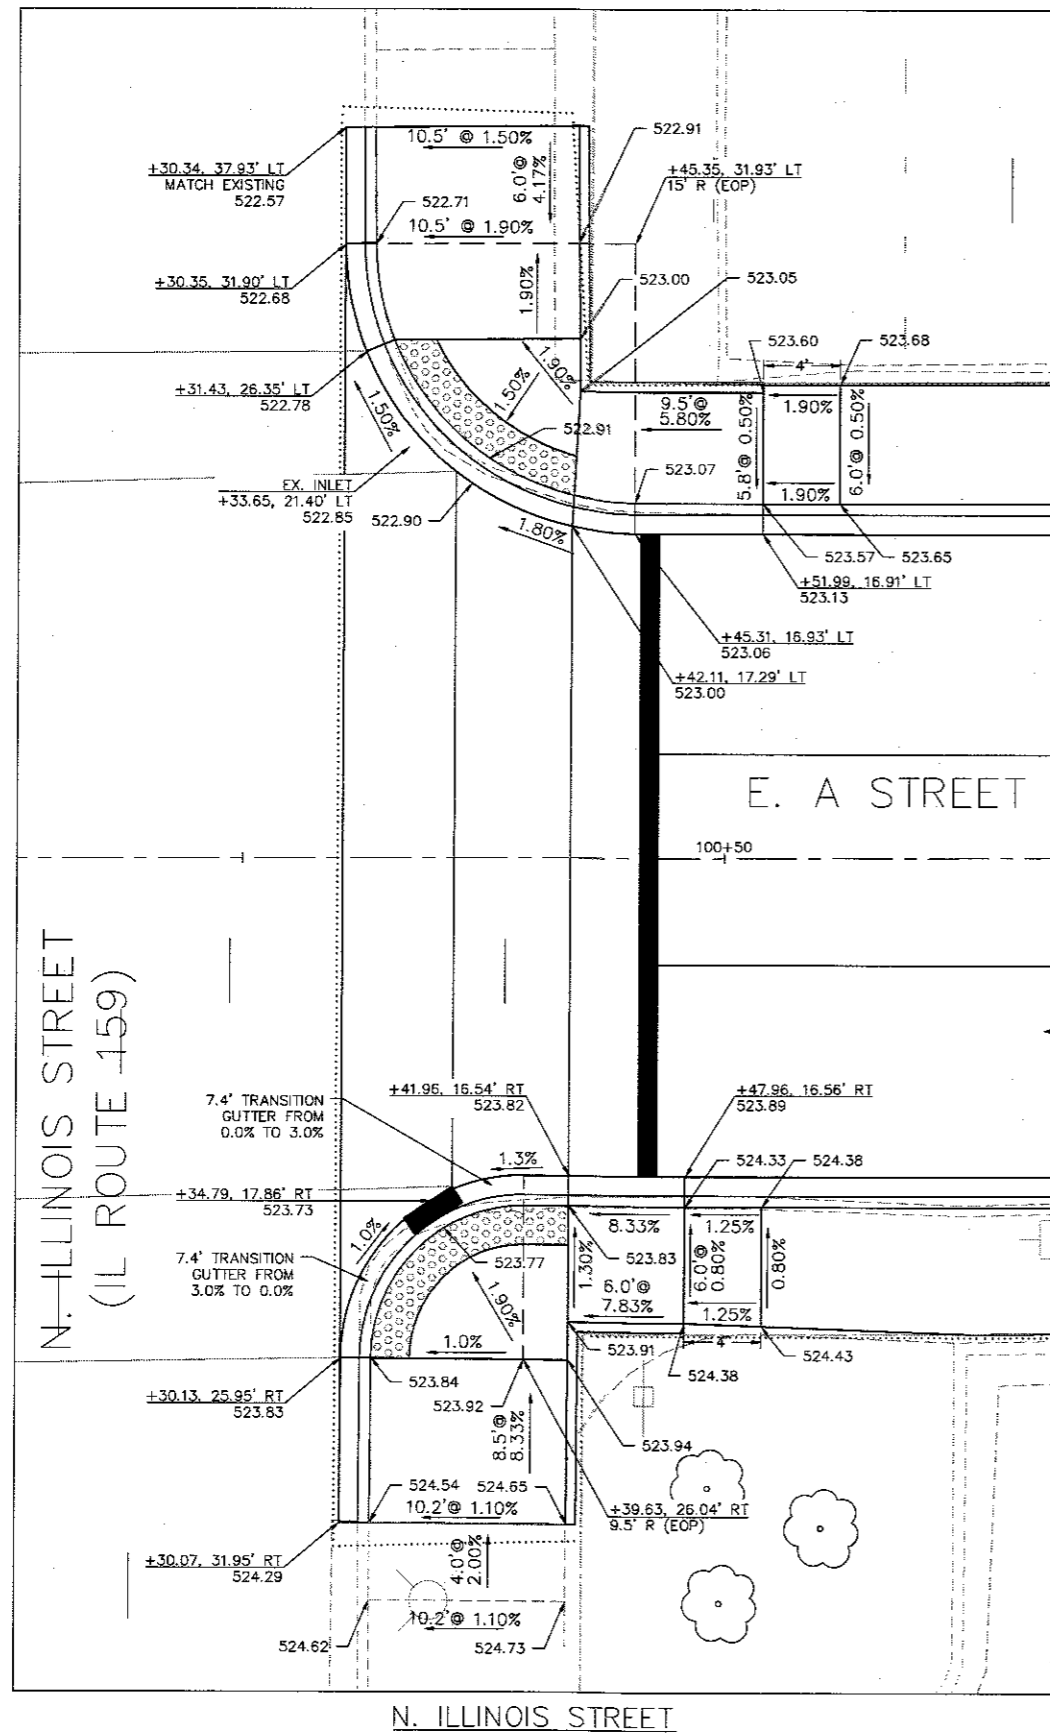 10.5' @ 1.50%
522.91
+30.34, 37.93' LT
MATCH EXISTING
522.57
6.0'@
4.17%
+45.35, 31.93' LT
15' R (EOP)
522.71
10.5' @ 1.90%
+30.35, 31.90' LT
522.68
1.90%
523.00
523.05
523.60
523.68
4'
1.90%
1.50%
+31.43, 26.35' LT
522.78
1.50%
9.5'@
5.80%
5.8'@ 0.50%
1.90%
6.0'@ 0.50%
522.91
523.07
1.90%
EX. INLET
+33.65, 21.40' LT
522.85
522.90
1.80%
523.57
523.65
+51.99, 16.91' LT
523.13
+45.31, 16.93' LT
523.06
+42.11, 17.29' LT
523.00
E. A STREET
100+50
N. ILLINOIS STREET
(IL ROUTE 159)
+41.96, 16.54' RT
523.82
+47.96, 16.56' RT
523.89
7.4' TRANSITION
GUTTER FROM
0.0% TO 3.0%
1.3%
524.33
524.38
+34.79, 17.86' RT
523.73
1.0%
8.33%
1.25%
7.4' TRANSITION
GUTTER FROM
3.0% TO 0.0%
523.77
1.30%
523.83
6.0'@
0.80%
0.80%
1.90%
6.0'@
7.83%
1.25%
1.0%
523.91
4'
524.43
524.38
+30.13, 25.95' RT
523.83
523.84
523.92
8.5'@
8.33%
523.94
524.54
524.65
10.2'@ 1.10%
+39.63, 26.04' RT
9.5' R (EOP)
+30.07, 31.95' RT
524.29
4.0'@
2.00%
10.2'@ 1.10%
524.62
524.73
N. ILLINOIS STREET